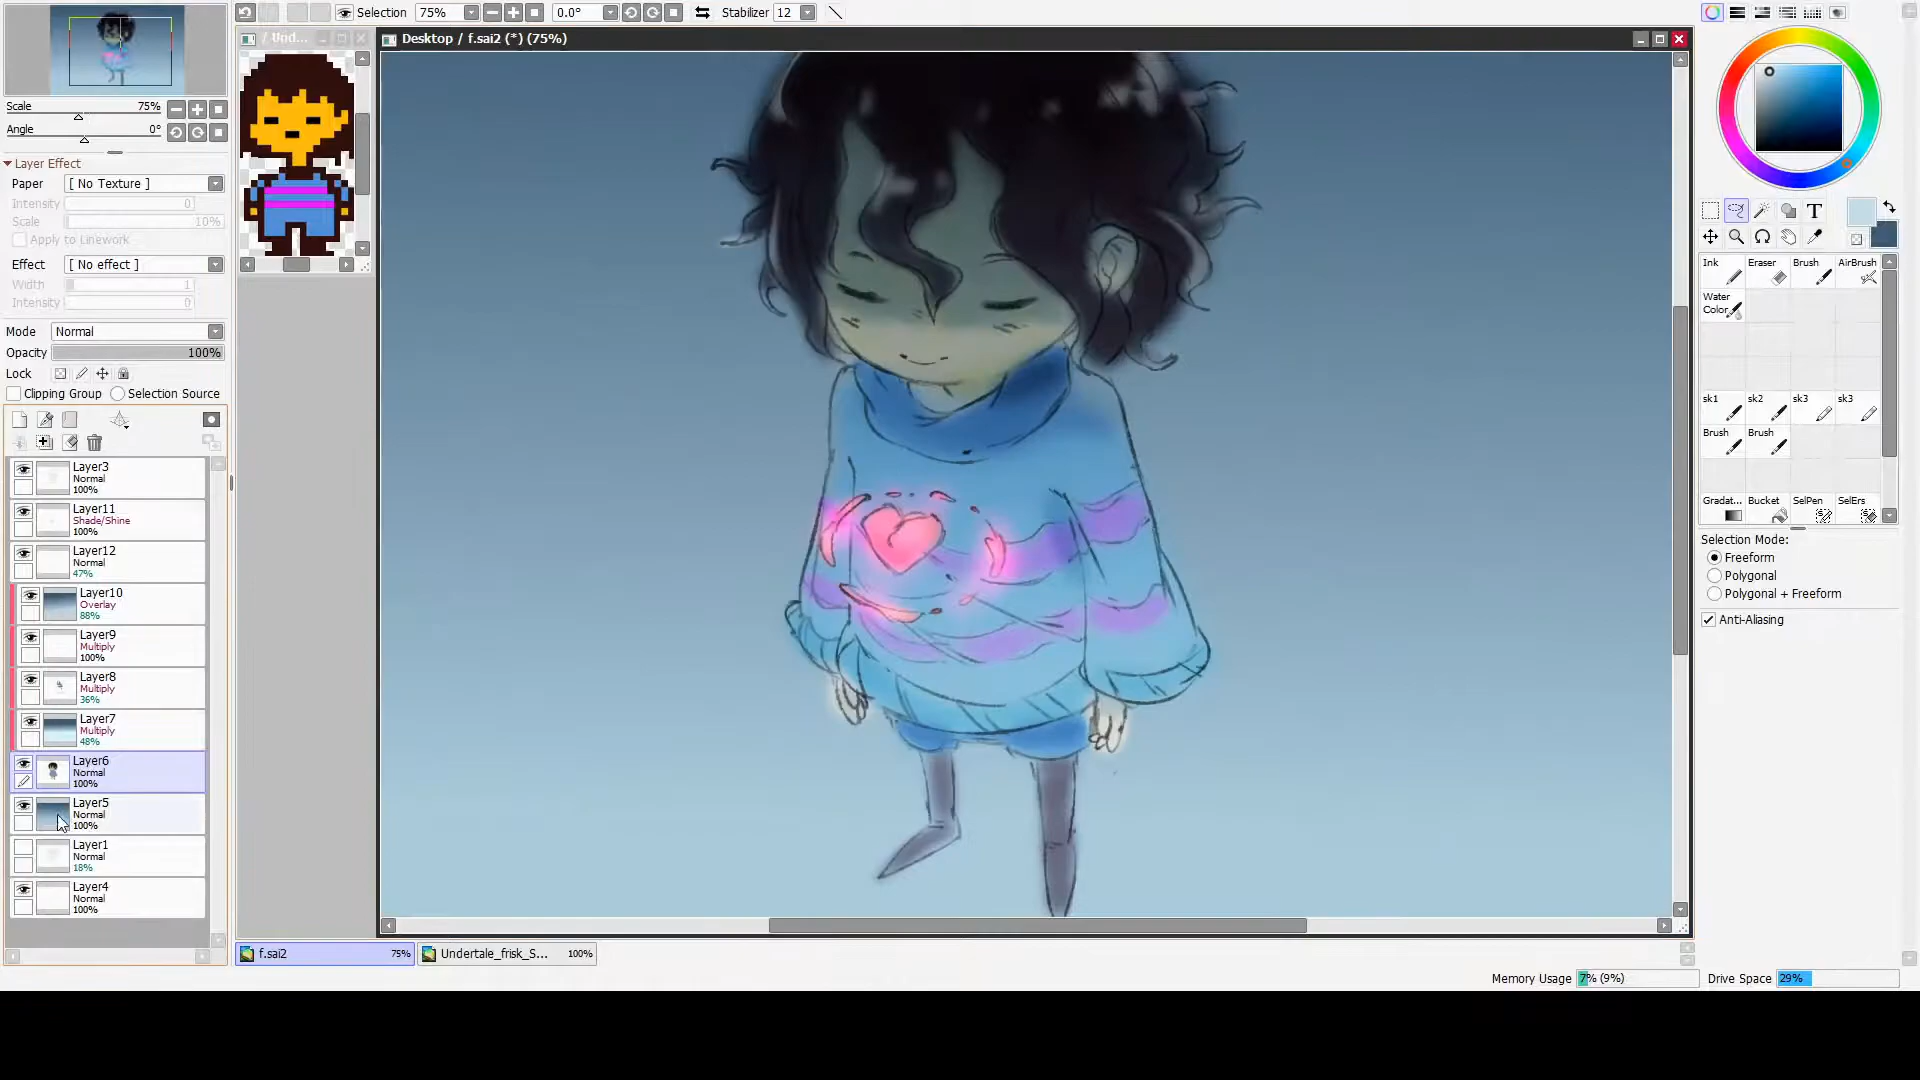 Selection 75% 0.0° Stabilizer 12
/ Und...
Desktop / f.sai2 (*) (75%)
Scale 75%
Angle 0°
Layer Effect
Paper [ No Texture ]
Intensity 0
Scale 10%
Apply to Linework
Effect [ No effect ]
Width 1
Intensity 0
Mode Normal
Opacity 100%
Lock
Clipping Group Selection Source
Layer3
Normal
100%
Layer11
Shade/Shine
100%
Layer12
Normal
47%
Layer10
Overlay
88%
Layer9
Multiply
100%
Layer8
Multiply
36%
Layer7
Multiply
48%
Layer6
Normal
100%
Layer5
Normal
100%
Layer1
Normal
18%
Layer4
Normal
100%
T
Ink Eraser Brush AirBrush
Water
Color
sk1 sk2 sk3 sk3
Brush Brush
Gradat... Bucket SelPen SelErs
Selection Mode:
Freeform
Polygonal
Polygonal + Freeform
Anti-Aliasing
f.sai2 75% Undertale_frisk_S... 100%
Memory Usage 7% (9%) Drive Space 29%